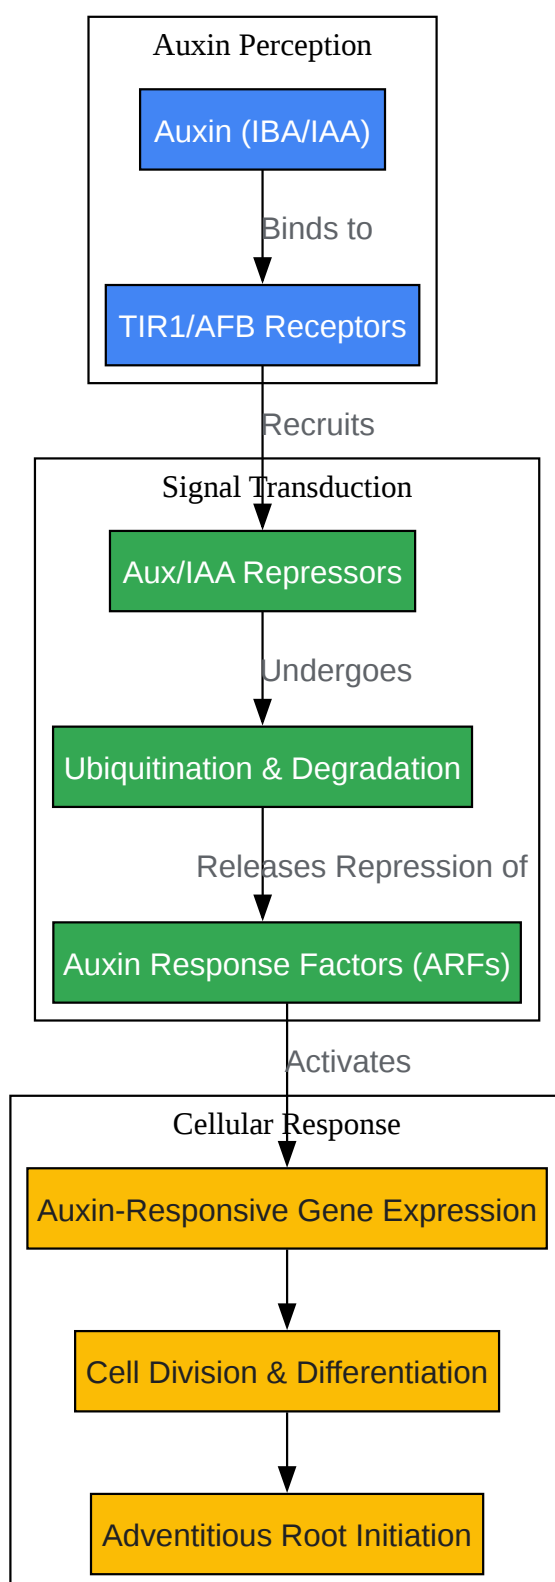 Auxin Perception
Auxin (IBA/IAA)
Binds to
TIR1/AFB Receptors
Recruits
Signal Transduction
Aux/IAA Repressors
Undergoes
Ubiquitination & Degradation
Releases Repression of
Auxin Response Factors (ARFs)
Activates
Cellular Response
Auxin-Responsive Gene Expression
Cell Division & Differentiation
Adventitious Root Initiation